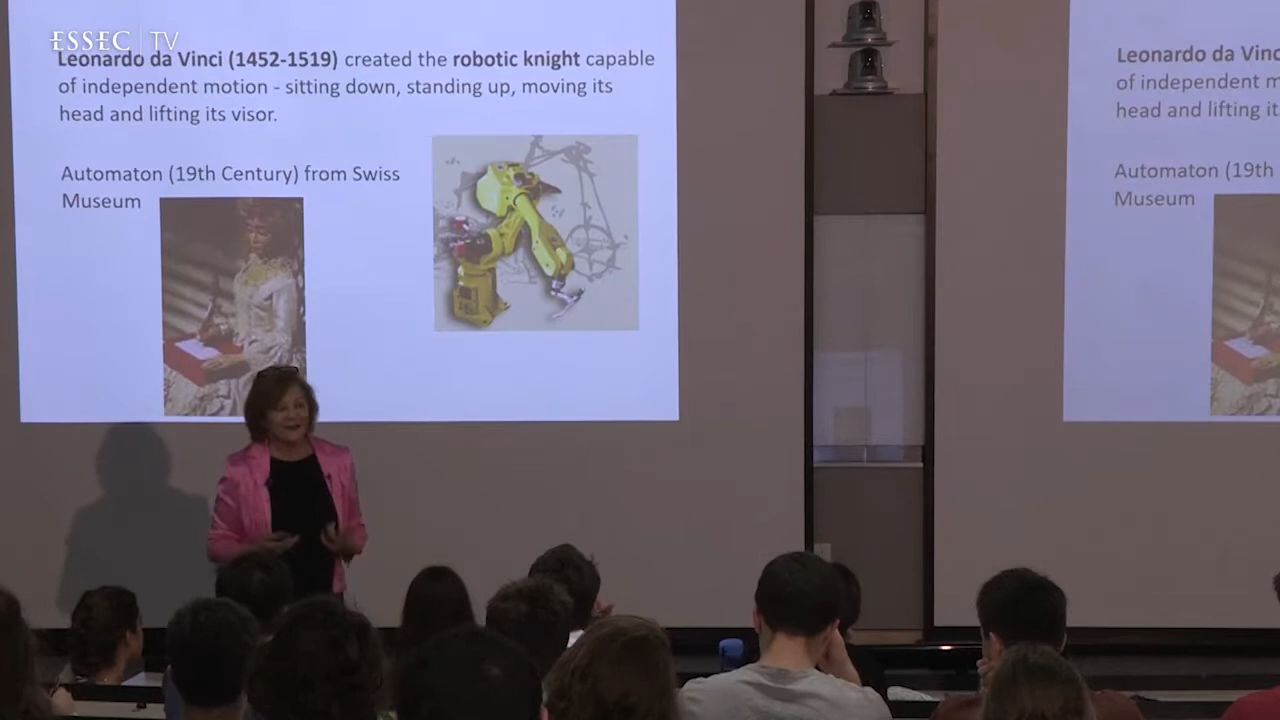 ESSEC | TV
Leonardo da Vinci (1452-1519) created the robotic knight capable
of independent motion - sitting down, standing up, moving its
head and lifting its visor.
Automaton (19th Century) from Swiss
Museum
Leonardo da Vinc
of independent m
head and lifting it
Automaton (19th
Museum